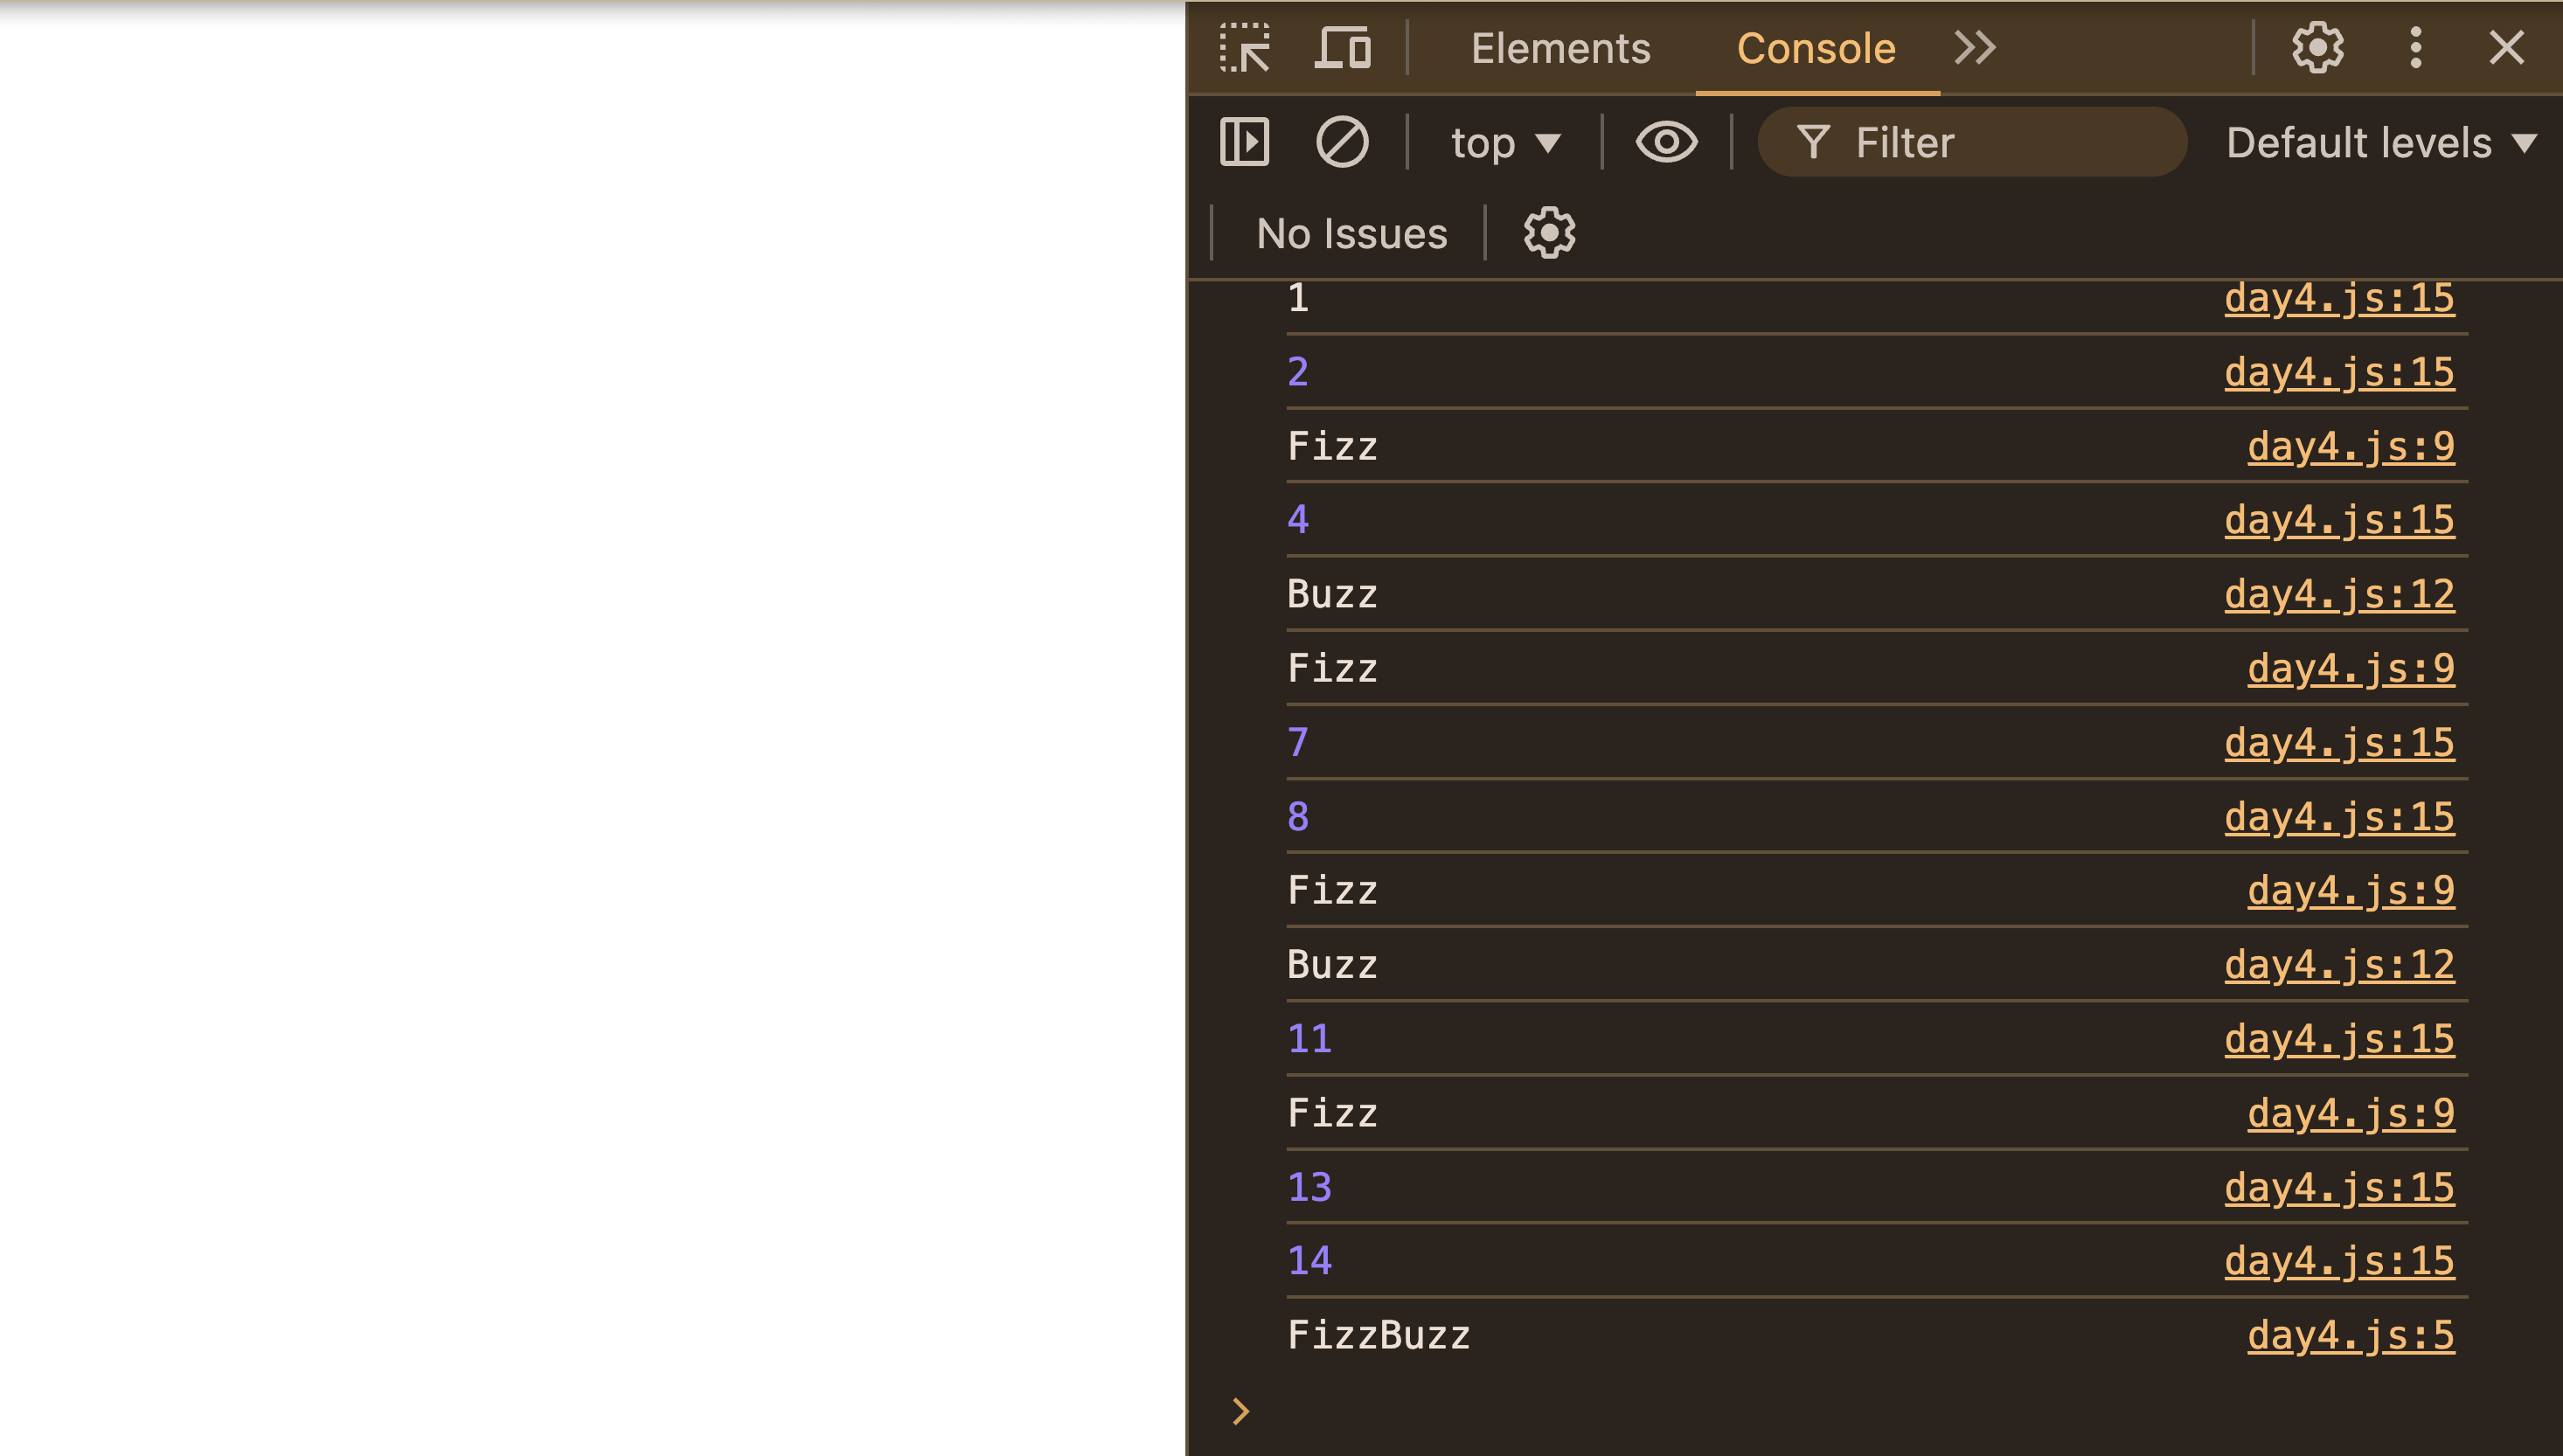 Elements Console
top Filter Default levels
No Issues
1 day4.js:15
2 day4.js:15
Fizz day4.js:9
4 day4.js:15
Buzz day4.js:12
Fizz day4.js:9
7 day4.js:15
8 day4.js:15
Fizz day4.js:9
Buzz day4.js:12
11 day4.js:15
Fizz day4.js:9
13 day4.js:15
14 day4.js:15
FizzBuzz day4.js:5